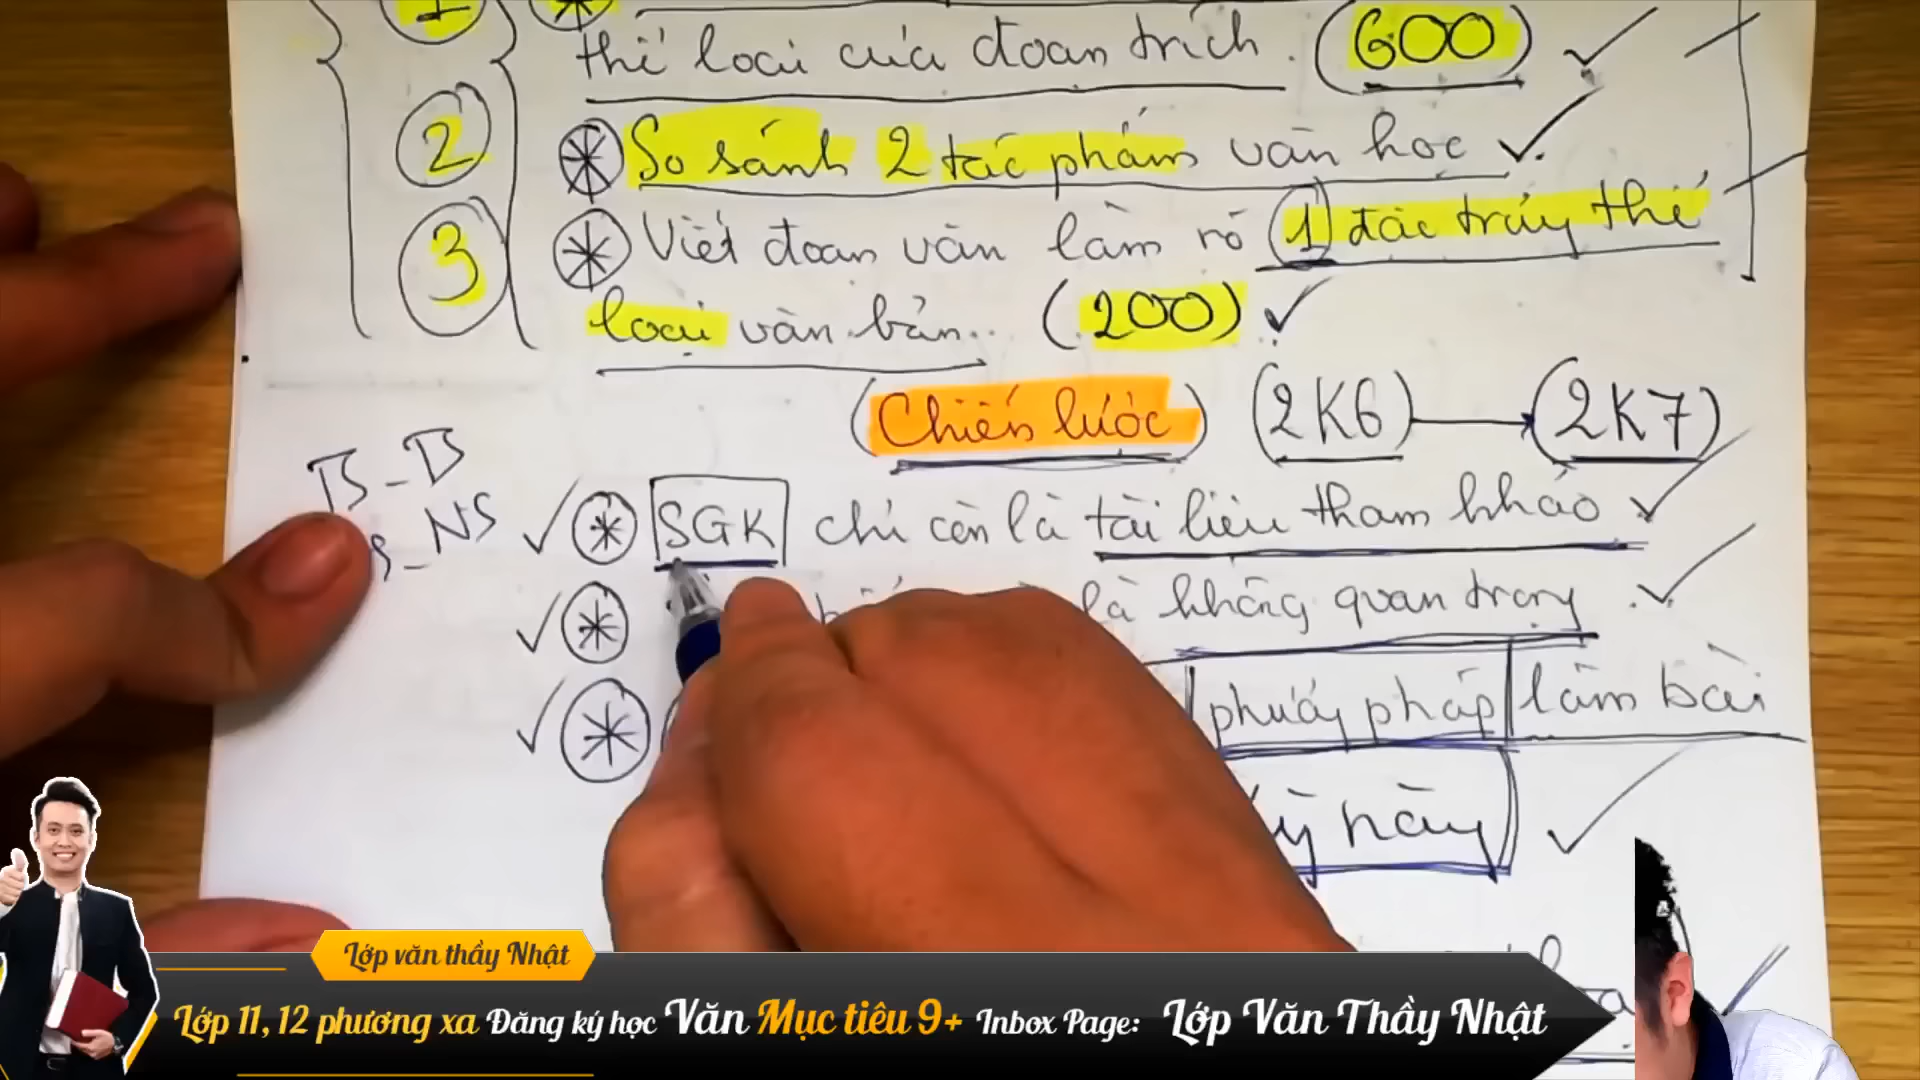 1
thể loại của đoạn trích. (600)
2 So sánh 2 tác phẩm văn học
3 Viết đoạn văn làm rõ 1 đặc trưng thể
loại văn bản.. (200)
(Chiến lược) (2K6) → (2K7)
B-B
NS
SGK chỉ còn là tài liệu tham khảo
là không quan trọng
phương pháp làm bài
này
Lớp văn thầy Nhật
Lớp 11, 12 phương xa Đăng ký học Văn Mục tiêu 9+ Inbox Page: Lớp Văn Thầy Nhật